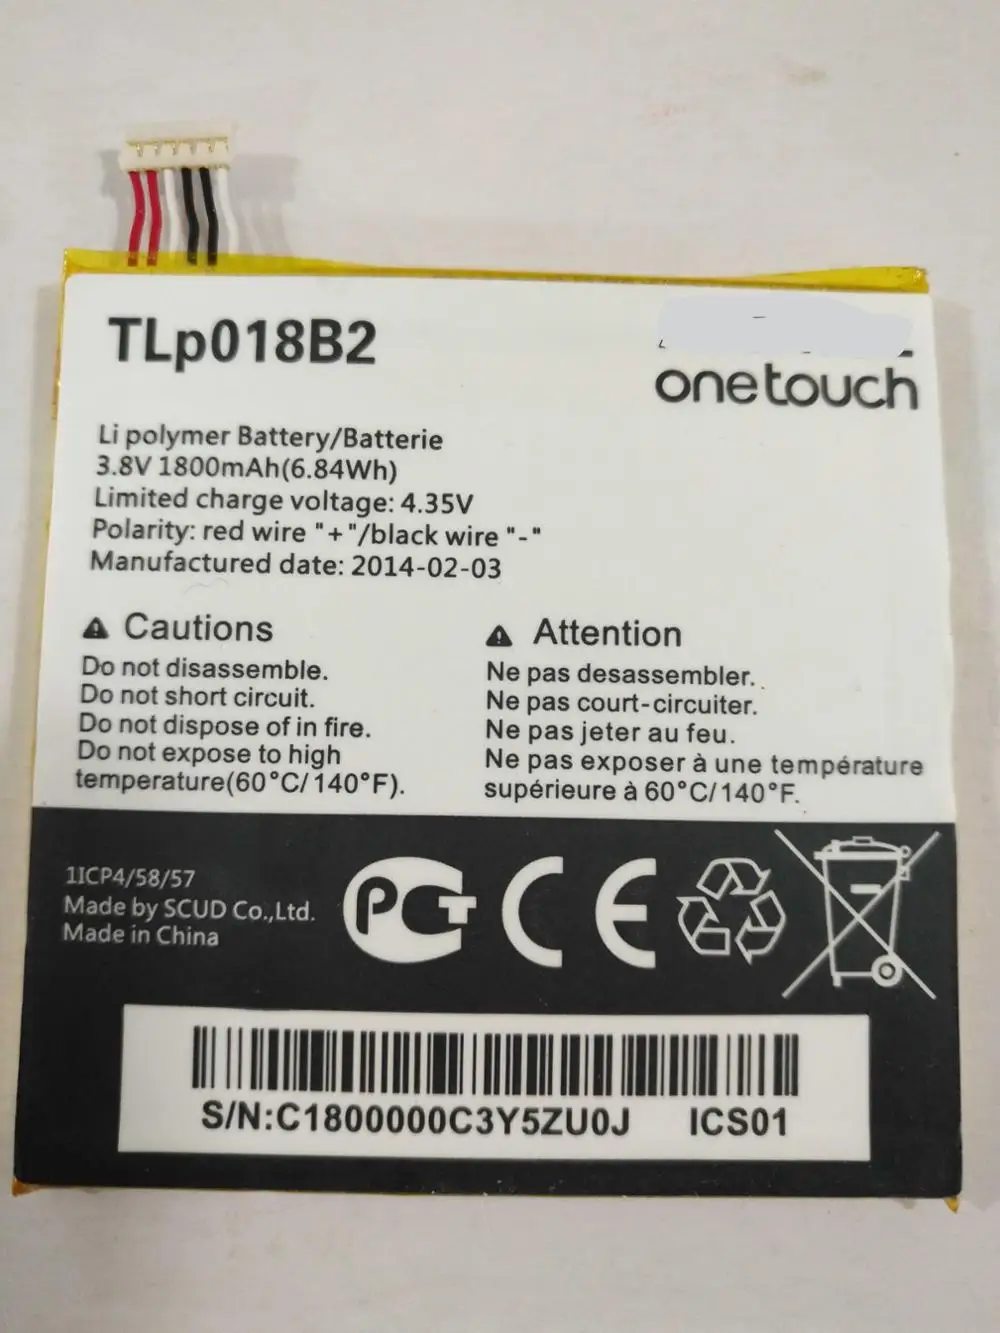 TLp018B2
onetouch
Li polymer Battery/Batterie
3.8V 1800mAh(6.84Wh)
Limited charge voltage: 4.35V
Polarity: red wire "+"/black wire "-"
Manufactured date: 2014-02-03
Cautions
Do not disassemble.
Do not short circuit.
Do not dispose of in fire.
Do not expose to high
temperature(60°C/140°F).
Attention
Ne pas desassembler.
Ne pas court-circuiter.
Ne pas jeter au feu.
Ne pas exposer à une température
supérieure à 60°C/140°F.
1ICP4/58/57
Made by SCUD Co.,Ltd.
Made in China
РСТ
CE
S/N:C1800000C3Y5ZU0J ICS01